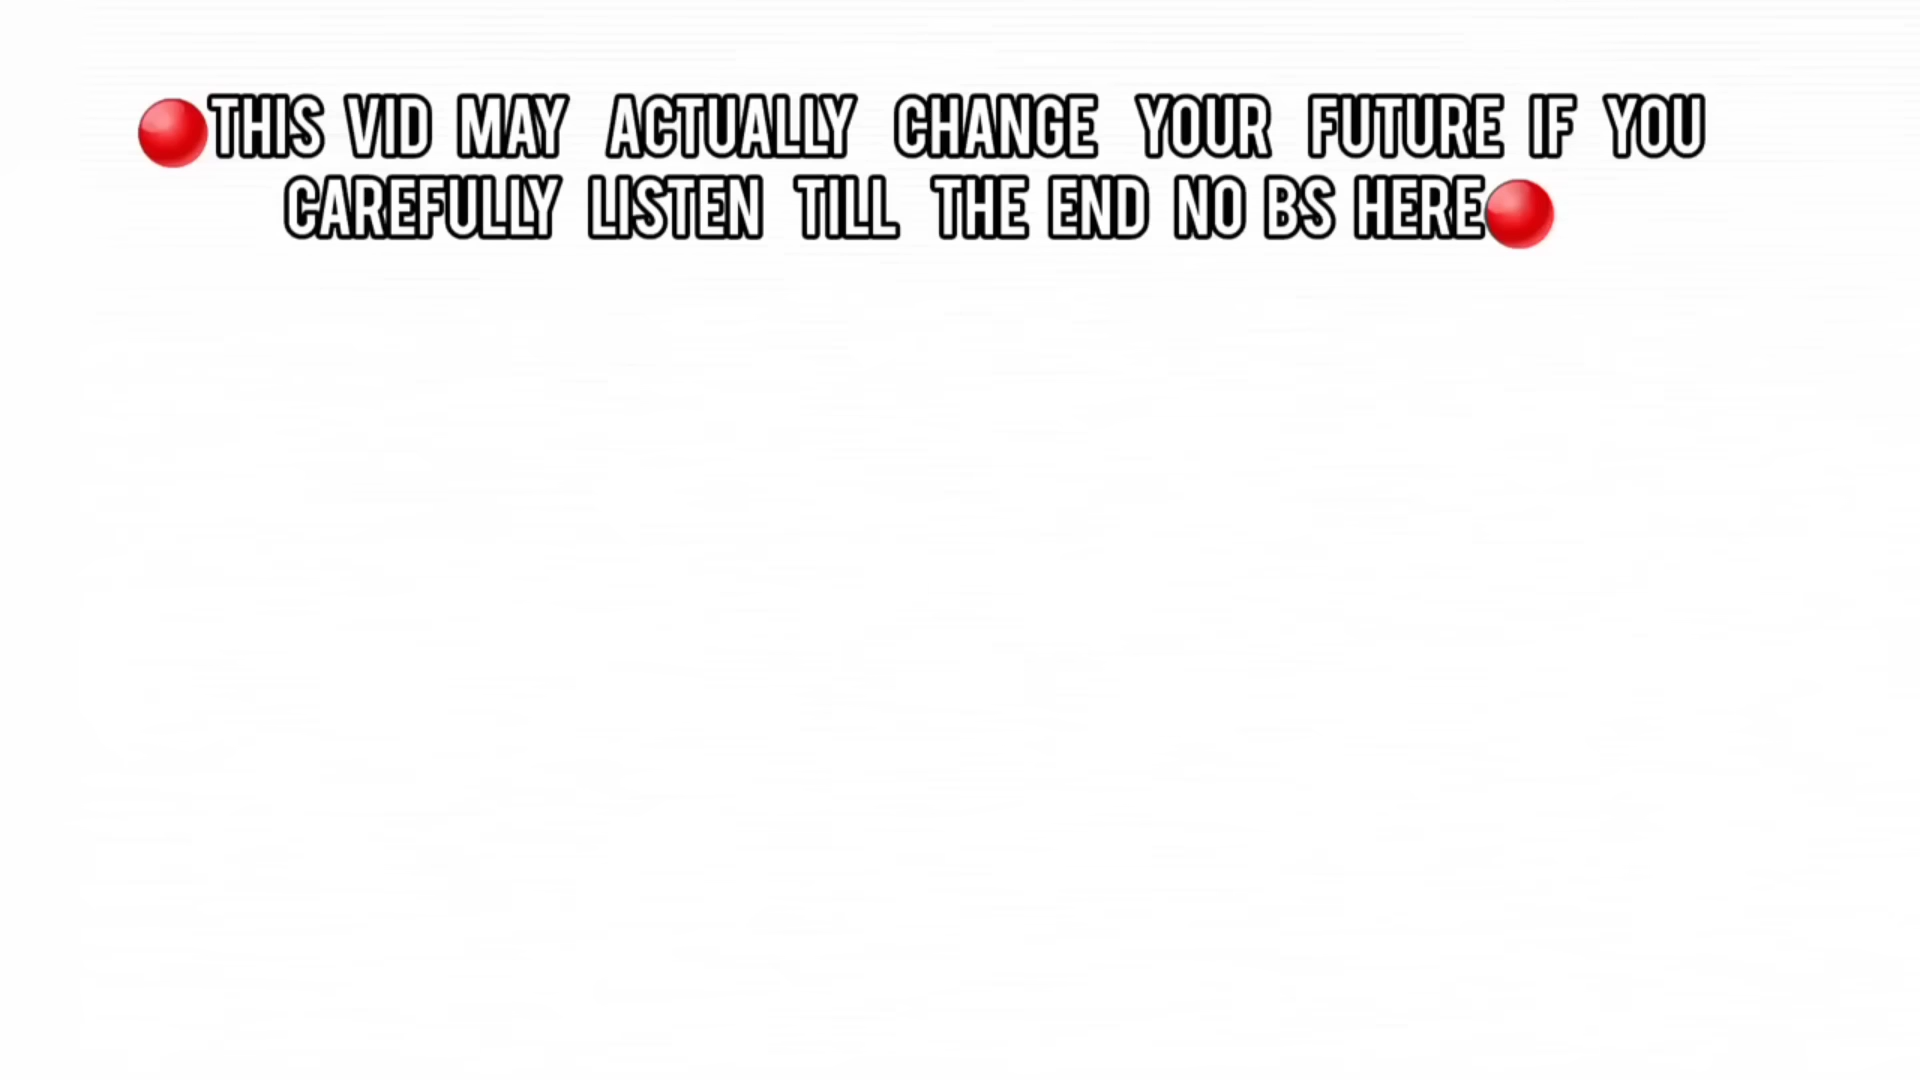 🔴THIS VID MAY ACTUALLY CHANGE YOUR FUTURE IF YOU
CAREFULLY LISTEN TILL THE END NO BS HERE🔴